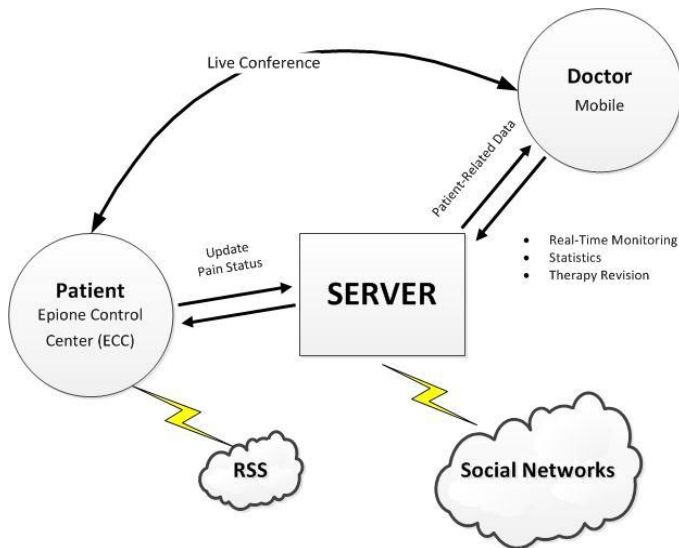 Live Conference
Doctor
Mobile
Patient-Related Data
Update
Pain Status
• Real-Time Monitoring
• Statistics
• Therapy Revision
Patient
Epione Control
Center (ECC)
SERVER
RSS
Social Networks